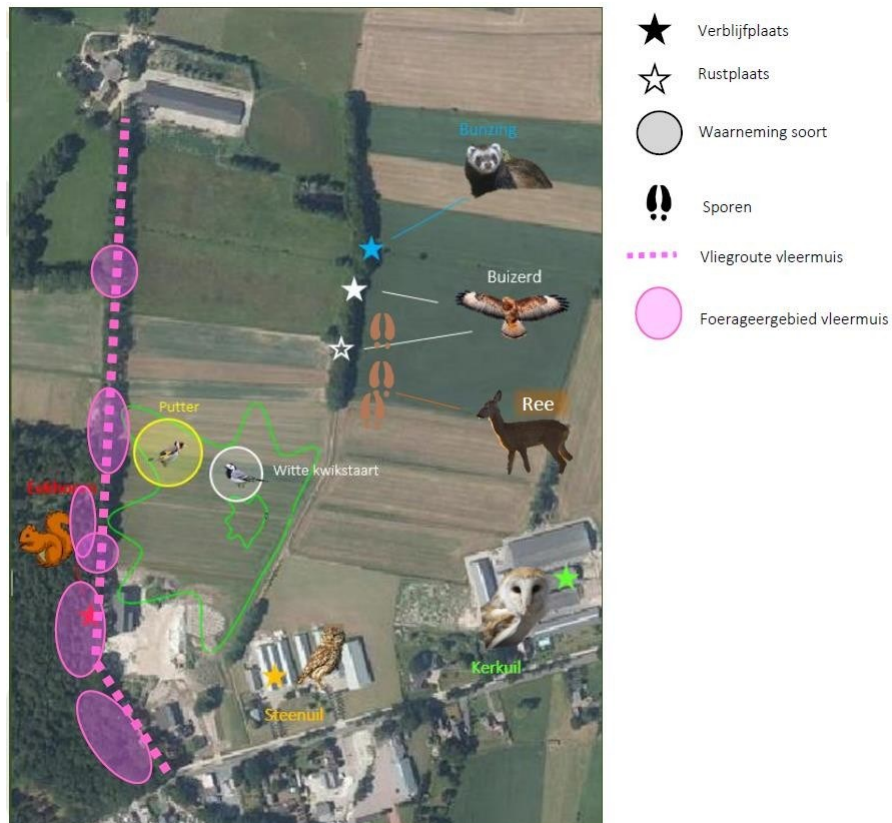 Verblijfplaats
Rustplaats
Waarneming soort
Sporen
Vliegroute vleermuis
Foerageergebied vleermuis
Bunzing
Buizerd
Ree
Putter
Witte kwikstaart
Kerkuil
Steenuil